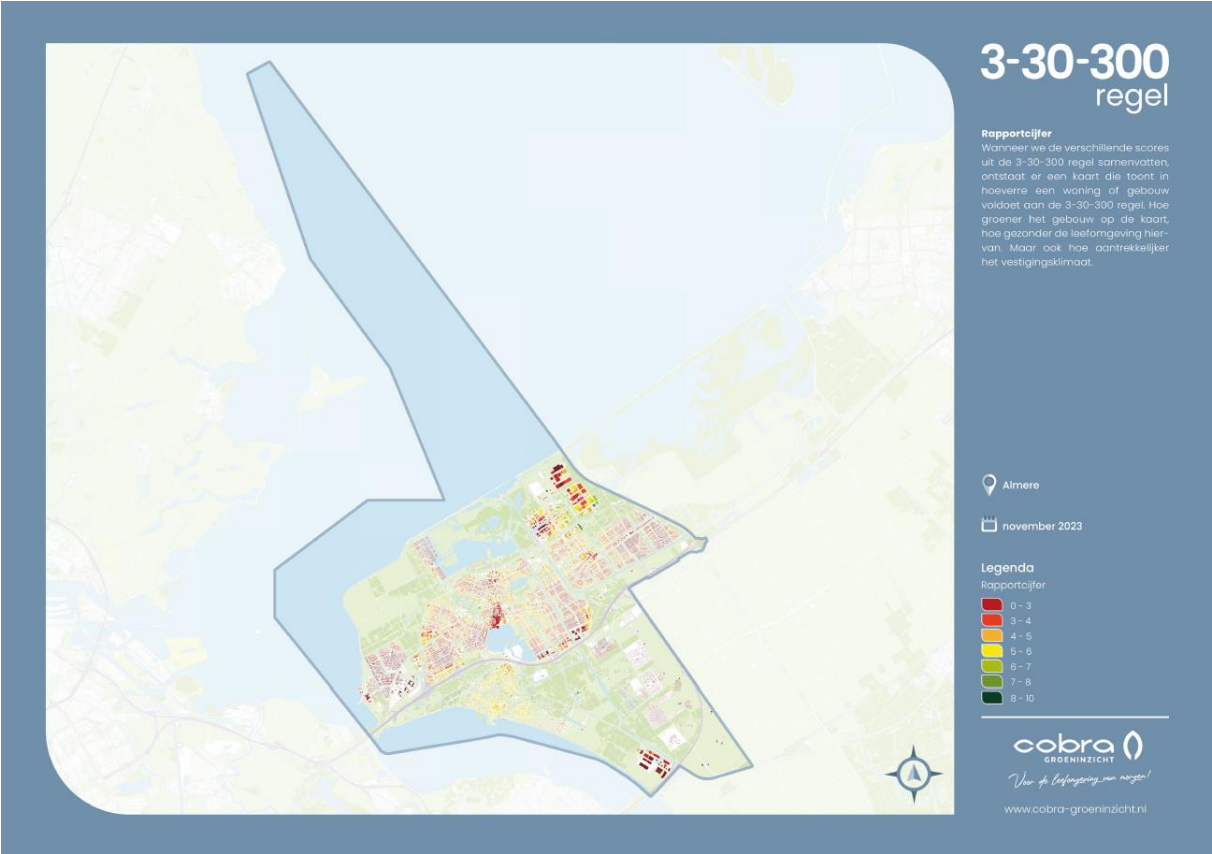 3-30-300
regel
Rapportcijfer
Wanneer we de verschillende scores
uit de 3-30-300 regel samenvatten,
ontstaat er een kaart die toont in
hoeverre een woning of gebouw
voldoet aan de 3-30-300 regel. Hoe
groener het gebouw op de kaart,
hoe gezonder de leefomgeving hier-
van. Maar ook hoe aantrekkelijker
het vestigingsklimaat.
Almere
november 2023
Legenda
Rapportcijfer
0 - 3
3 - 4
4 - 5
5 - 6
6 - 7
7 - 8
8 - 10
cobra
GROENINZICHT
Voor de leefomgeving van morgen!
www.cobra-groeninzicht.nl